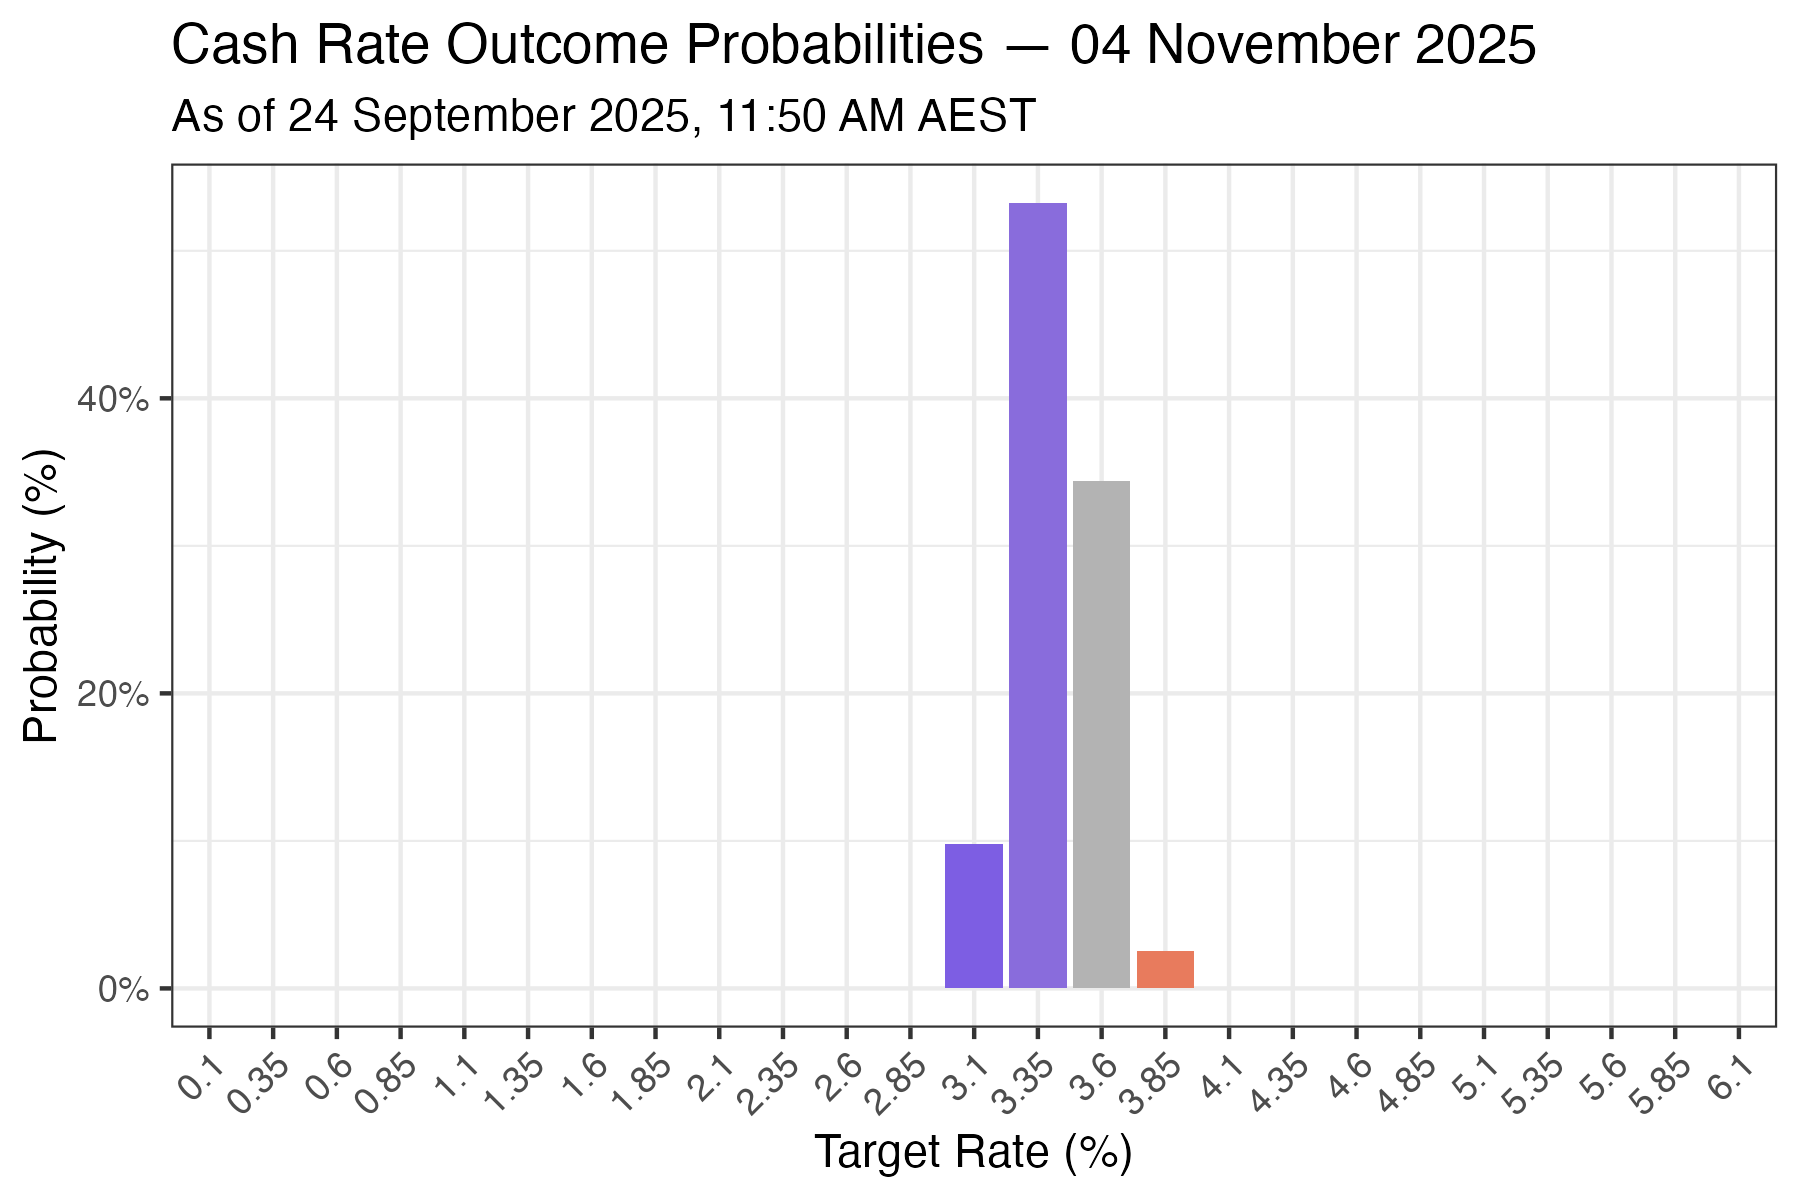 Cash Rate Outcome Probabilities — 04 November 2025
As of 24 September 2025, 11:50 AM AEST
Probability (%)
40%
20%
0%
0.1 0.35 0.6 0.85 1.1 1.35 1.6 1.85 2.1 2.35 2.6 2.85 3.1 3.35 3.6 3.85 4.1 4.35 4.6 4.85 5.1 5.35 5.6 5.85 6.1
Target Rate (%)